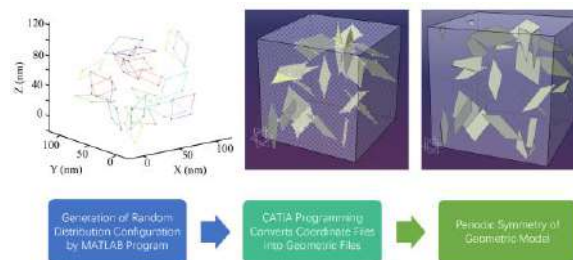 120
80
40
0
Z (nm)
100
50
0
Y (nm)
0
50
100
X (nm)
Generation of Random
Distribution Configuration
by MATLAB Program
CATIA Programming
Converts Coordinate Files
into Geometric Files
Periodic Symmetry of
Geometric Model